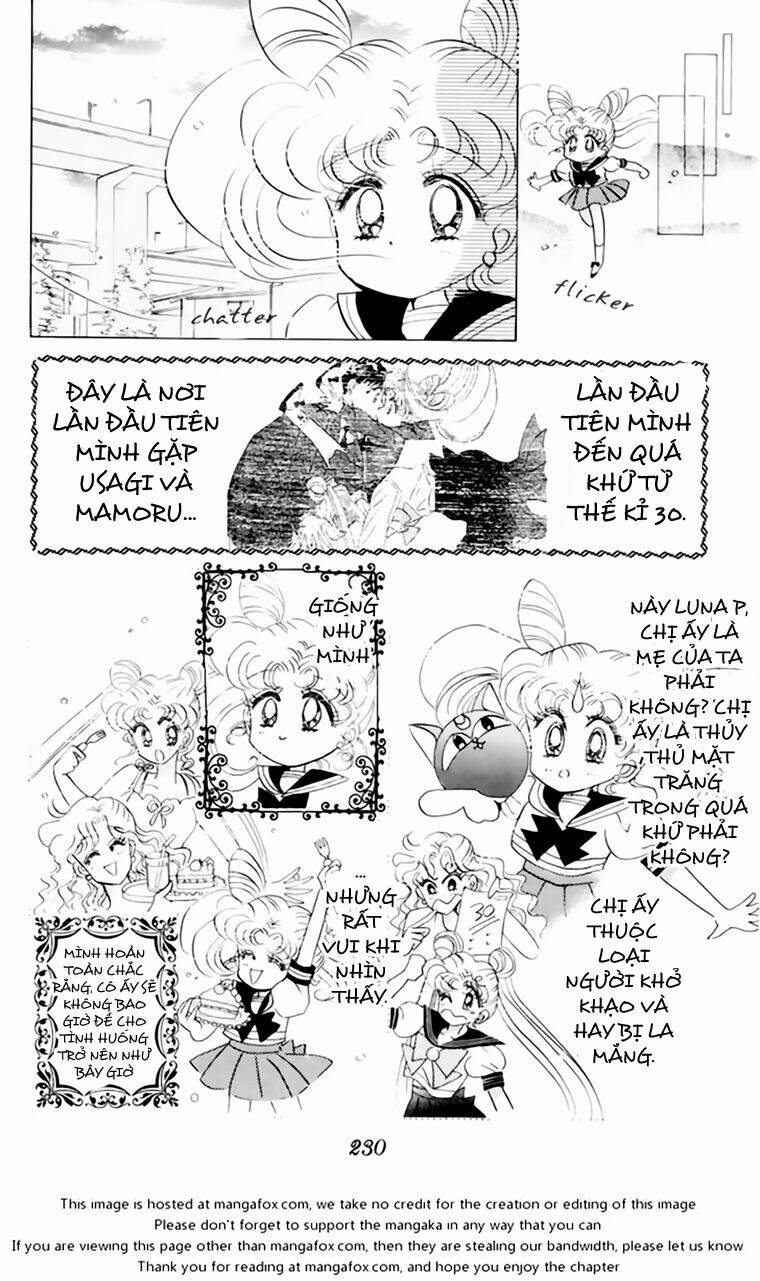 flicker
chatter
LẦN ĐẦU
TIÊN MÌNH
ĐẾN QUÁ
KHỨ TỪ
THẾ KỈ 30.
ĐÂY LÀ NƠI
LẦN ĐẦU TIÊN
MÌNH GẶP
USAGI VÀ
MAMORU...
NÀY LUNA P,
CHỊ ẤY LÀ
MẸ CỦA TA
PHẢI
KHÔNG? CHỊ
ẤY LÀ THỦY
THỦ MẶT
TRĂNG
TRONG QUÁ
KHỨ PHẢI
KHÔNG?
GIỐNG
NHƯ
MÌNH
CHỊ ẤY
THUỘC
LOẠI
NGƯỜI KHỜ
KHẠO VÀ
HAY BỊ LA
MẮNG.
30
...
NHƯNG
RẤT
VUI KHI
NHÌN
THẤY.
MÌNH HOÀN
TOÀN CHẮC
RẰNG, CÔ ẤY SẼ
KHÔNG BAO
GIỜ ĐỂ CHO
TÌNH HUỐNG
TRỞ NÊN NHƯ
BÂY GIỜ
230
This image is hosted at mangafox.com, we take no credit for the creation or editing of this image
Please don't forget to support the mangaka in any way that you can
If you are viewing this page other than mangafox.com, then they are stealing our bandwidth, please let us know
Thank you for reading at mangafox.com, and hope you enjoy the chapter